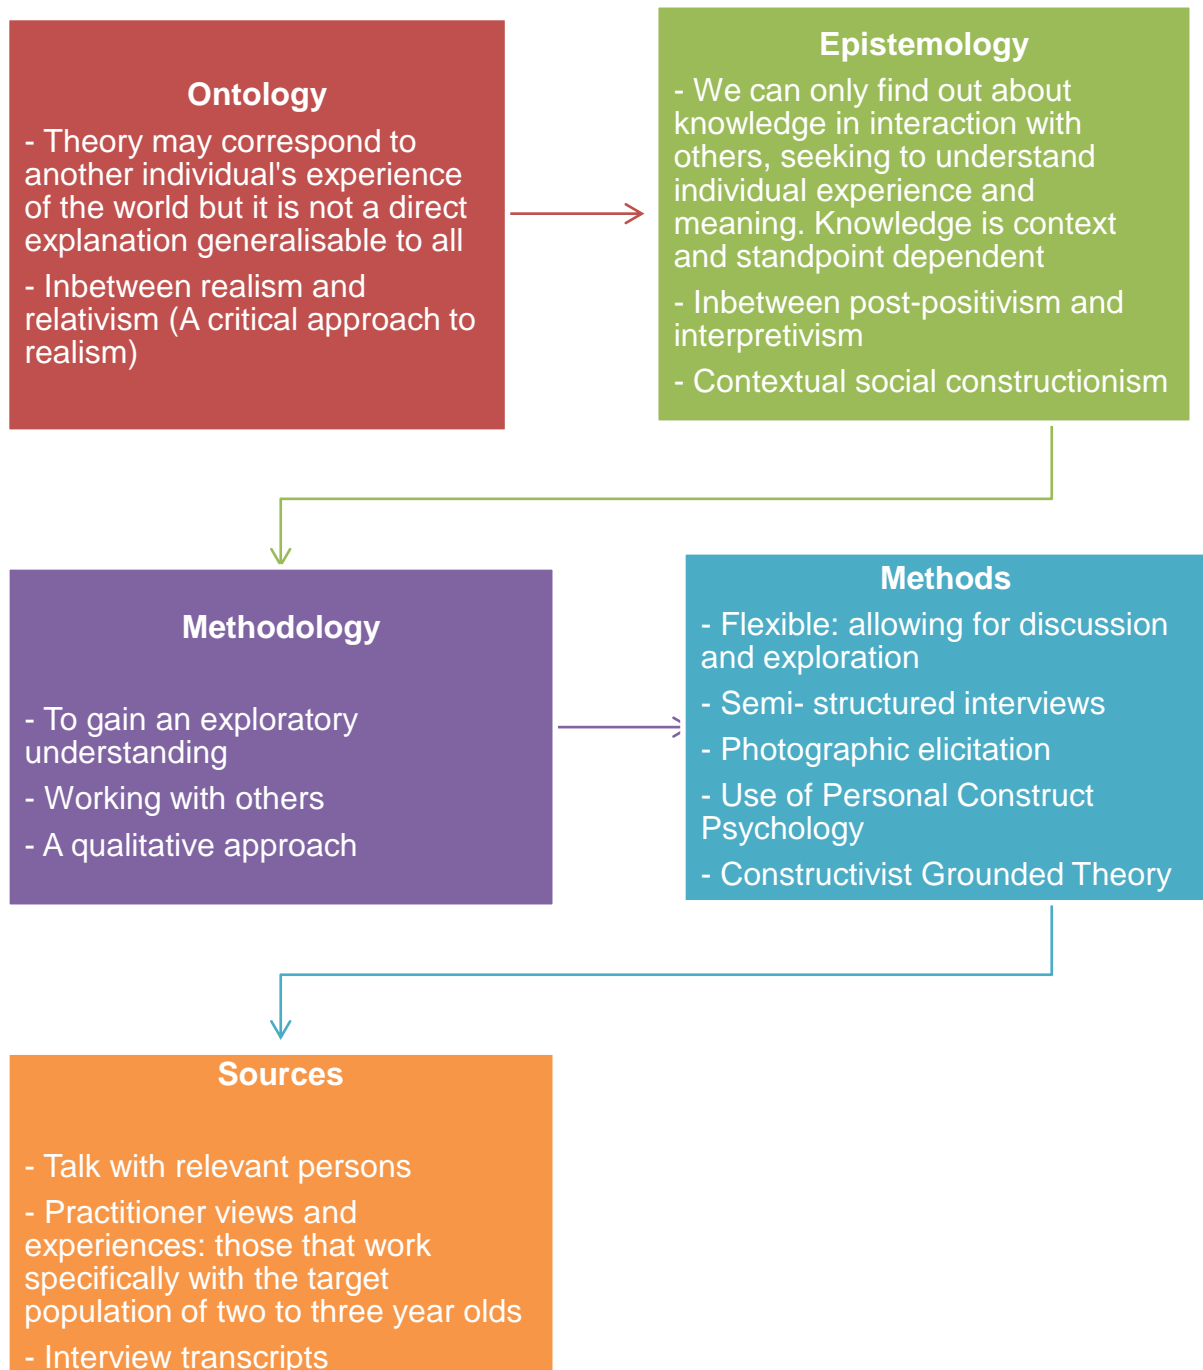 Ontology
- Theory may correspond to
another individual's experience
of the world but it is not a direct
explanation generalisable to all
- Inbetween realism and
relativism (A critical approach to
realism)
Epistemology
- We can only find out about
knowledge in interaction with
others, seeking to understand
individual experience and
meaning. Knowledge is context
and standpoint dependent
- Inbetween post-positivism and
interpretivism
- Contextual social constructionism
Methodology
- To gain an exploratory
understanding
- Working with others
- A qualitative approach
Methods
- Flexible: allowing for discussion
and exploration
- Semi- structured interviews
- Photographic elicitation
- Use of Personal Construct
Psychology
- Constructivist Grounded Theory
Sources
- Talk with relevant persons
- Practitioner views and
experiences: those that work
specifically with the target
population of two to three year olds
- Interview transcripts